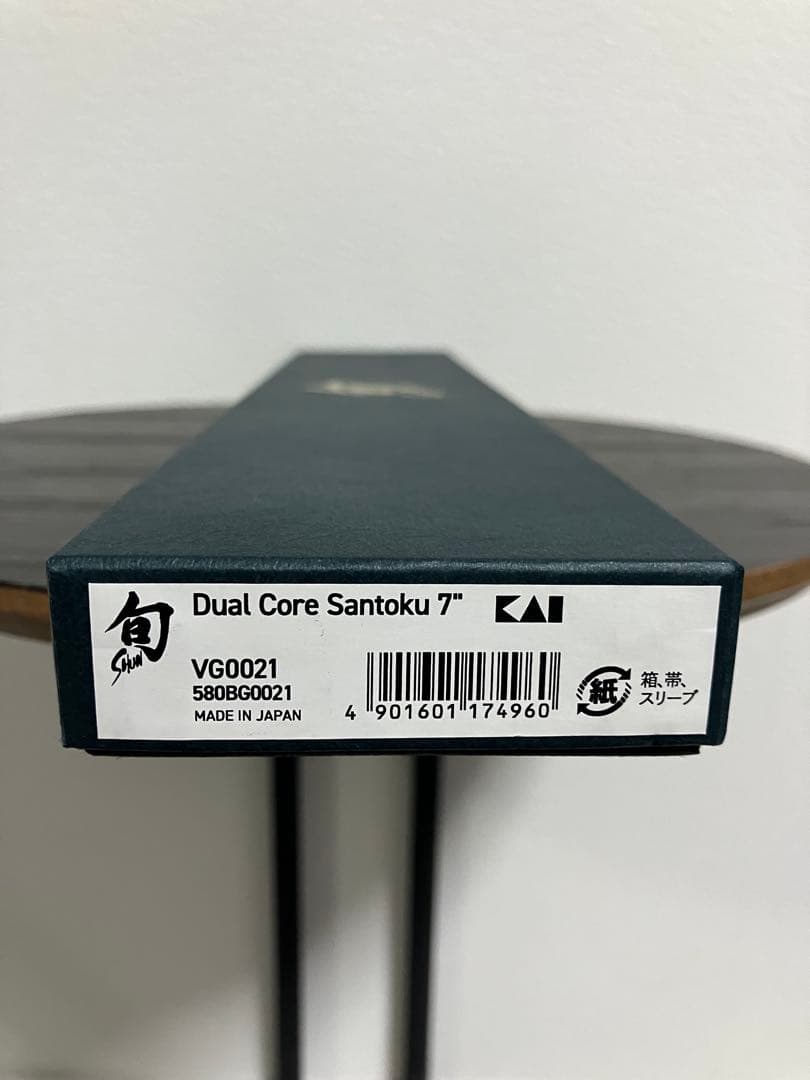 旬
SHUN
Dual Core Santoku 7"
KAI
VG0021
580BG0021
MADE IN JAPAN
4 901601 174960
紙
箱、帯、
スリーブ